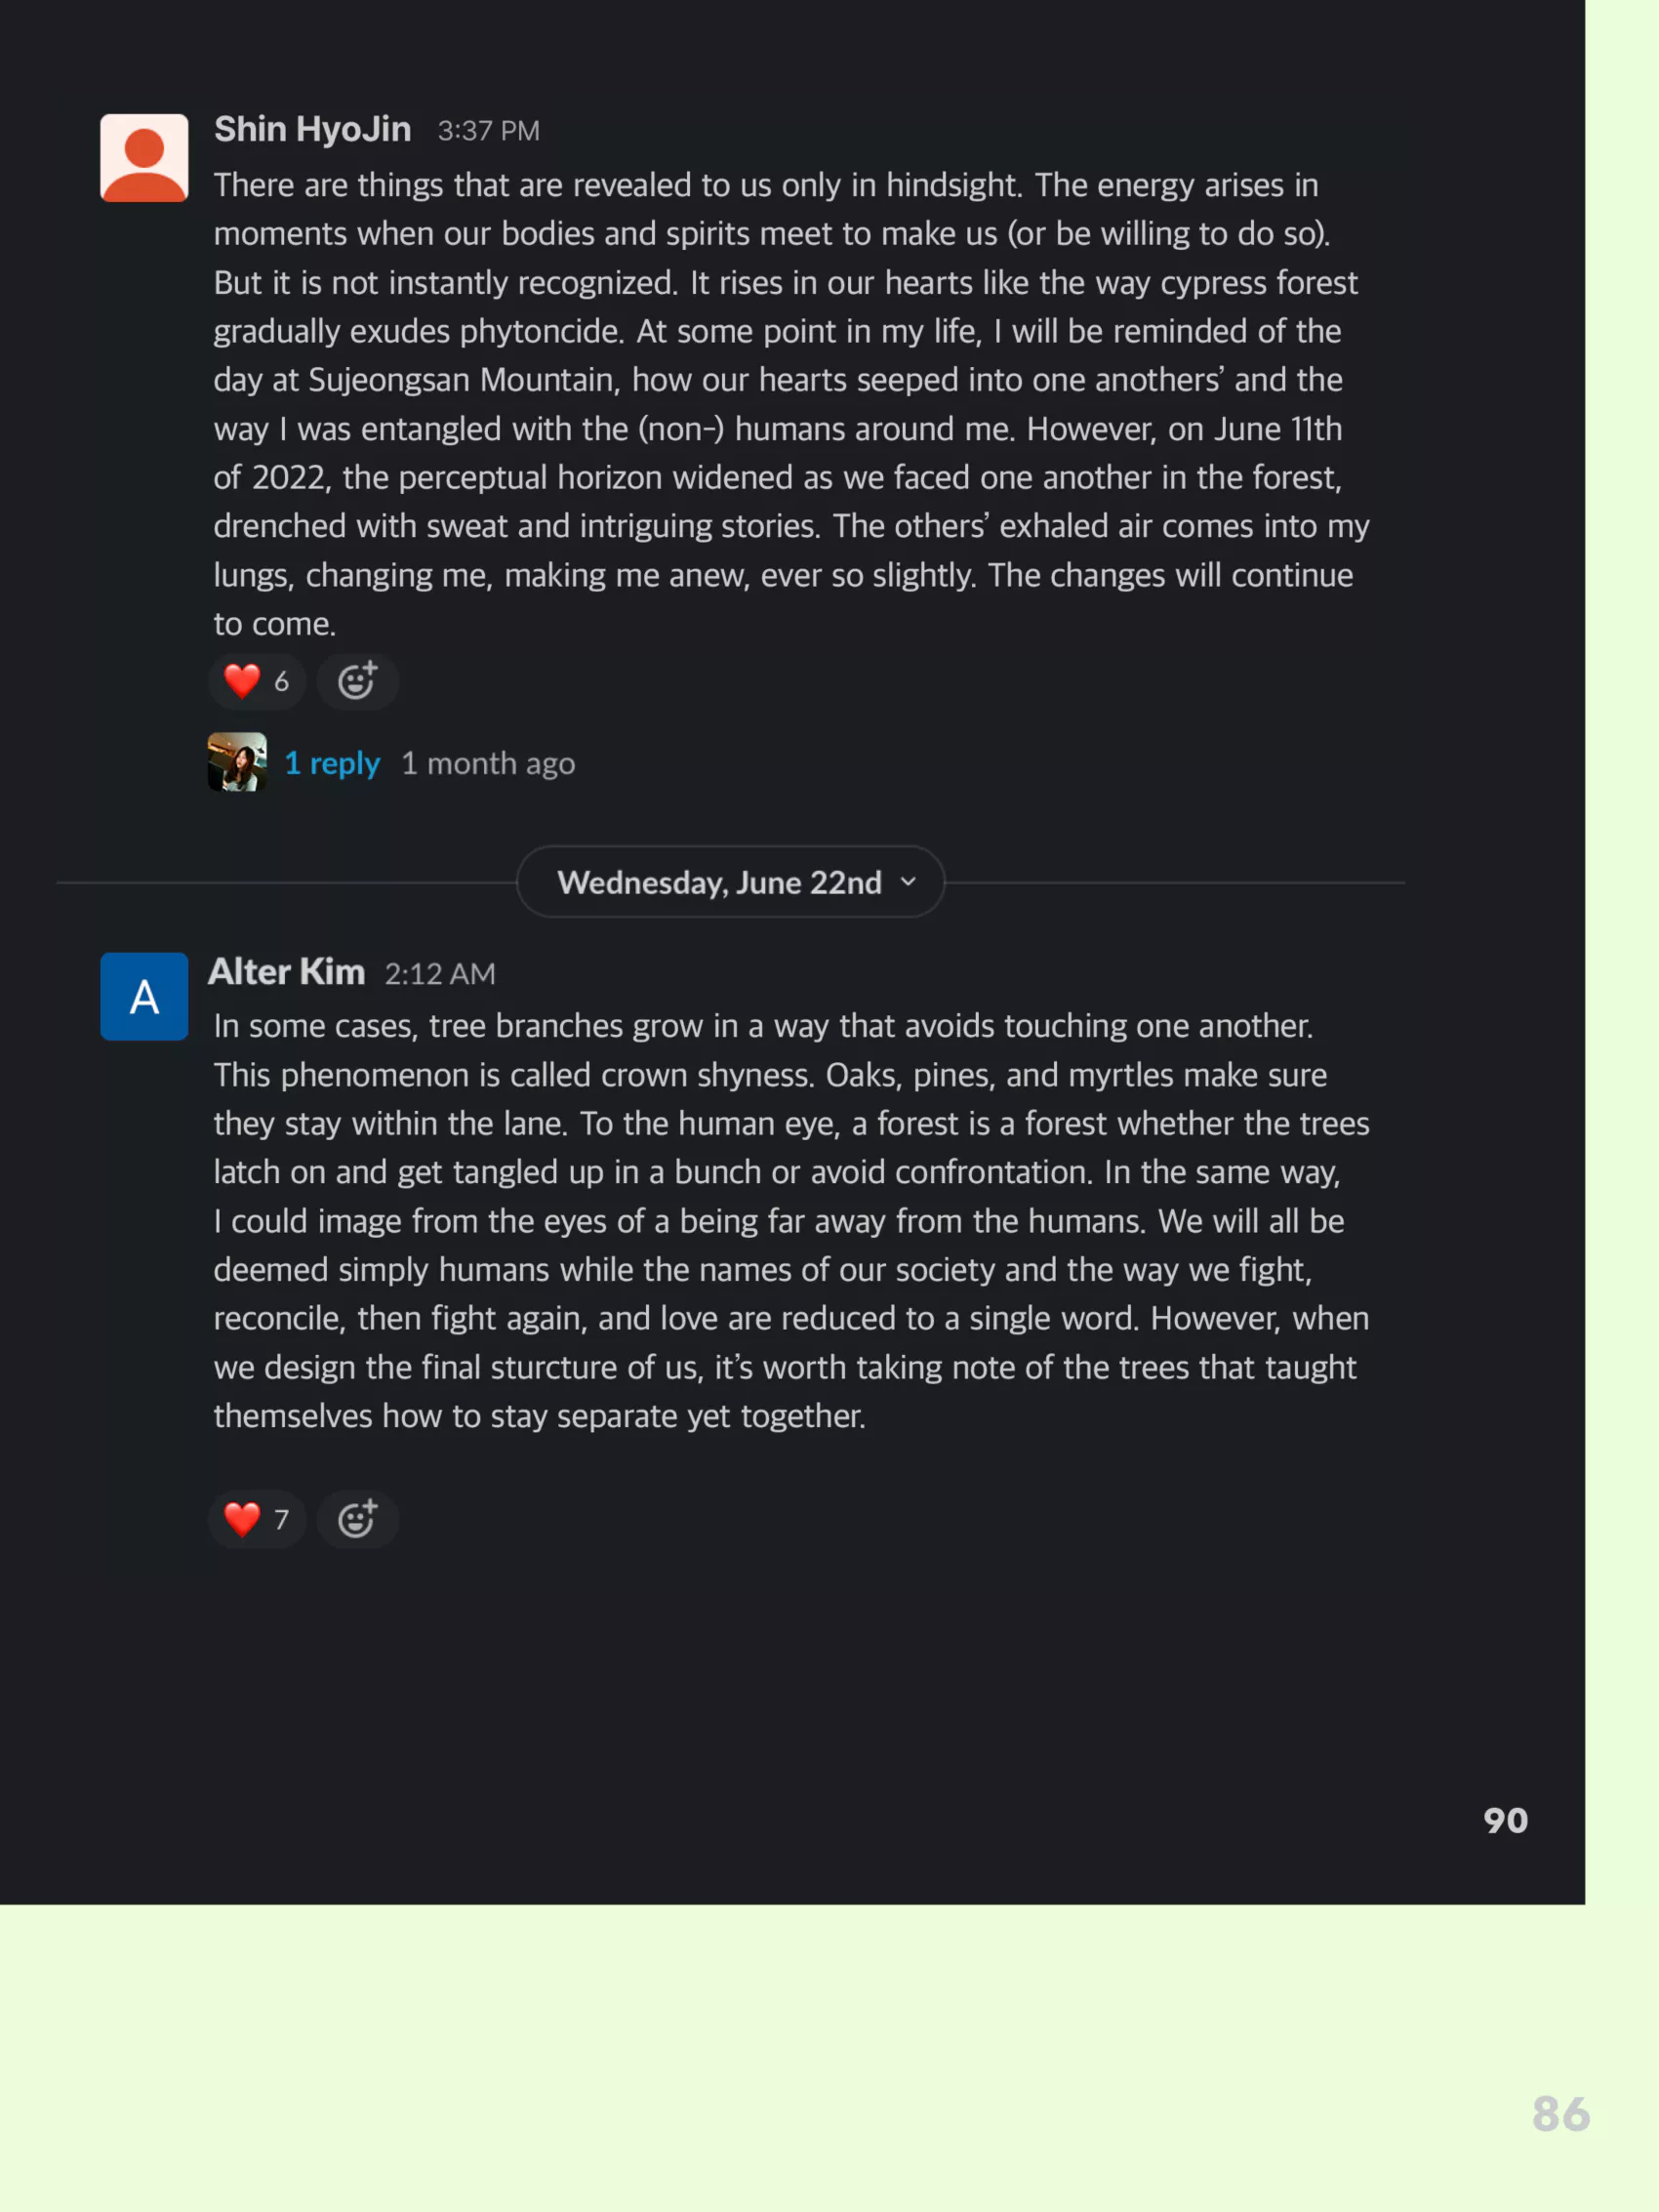 Shin HyoJin 3:37 PM
There are things that are revealed to us only in hindsight. The energy arises in
moments when our bodies and spirits meet to make us (or be willing to do so).
But it is not instantly recognized. It rises in our hearts like the way cypress forest
gradually exudes phytoncide. At some point in my life, I will be reminded of the
day at Sujeongsan Mountain, how our hearts seeped into one anothers’ and the
way I was entangled with the (non-) humans around me. However, on June 11th
of 2022, the perceptual horizon widened as we faced one another in the forest,
drenched with sweat and intriguing stories. The others’ exhaled air comes into my
lungs, changing me, making me anew, ever so slightly. The changes will continue
to come.
❤️ 6
1 reply 1 month ago
Wednesday, June 22nd
A
Alter Kim 2:12 AM
In some cases, tree branches grow in a way that avoids touching one another.
This phenomenon is called crown shyness. Oaks, pines, and myrtles make sure
they stay within the lane. To the human eye, a forest is a forest whether the trees
latch on and get tangled up in a bunch or avoid confrontation. In the same way,
I could image from the eyes of a being far away from the humans. We will all be
deemed simply humans while the names of our society and the way we fight,
reconcile, then fight again, and love are reduced to a single word. However, when
we design the final sturcture of us, it’s worth taking note of the trees that taught
themselves how to stay separate yet together.
❤️ 7
90
86